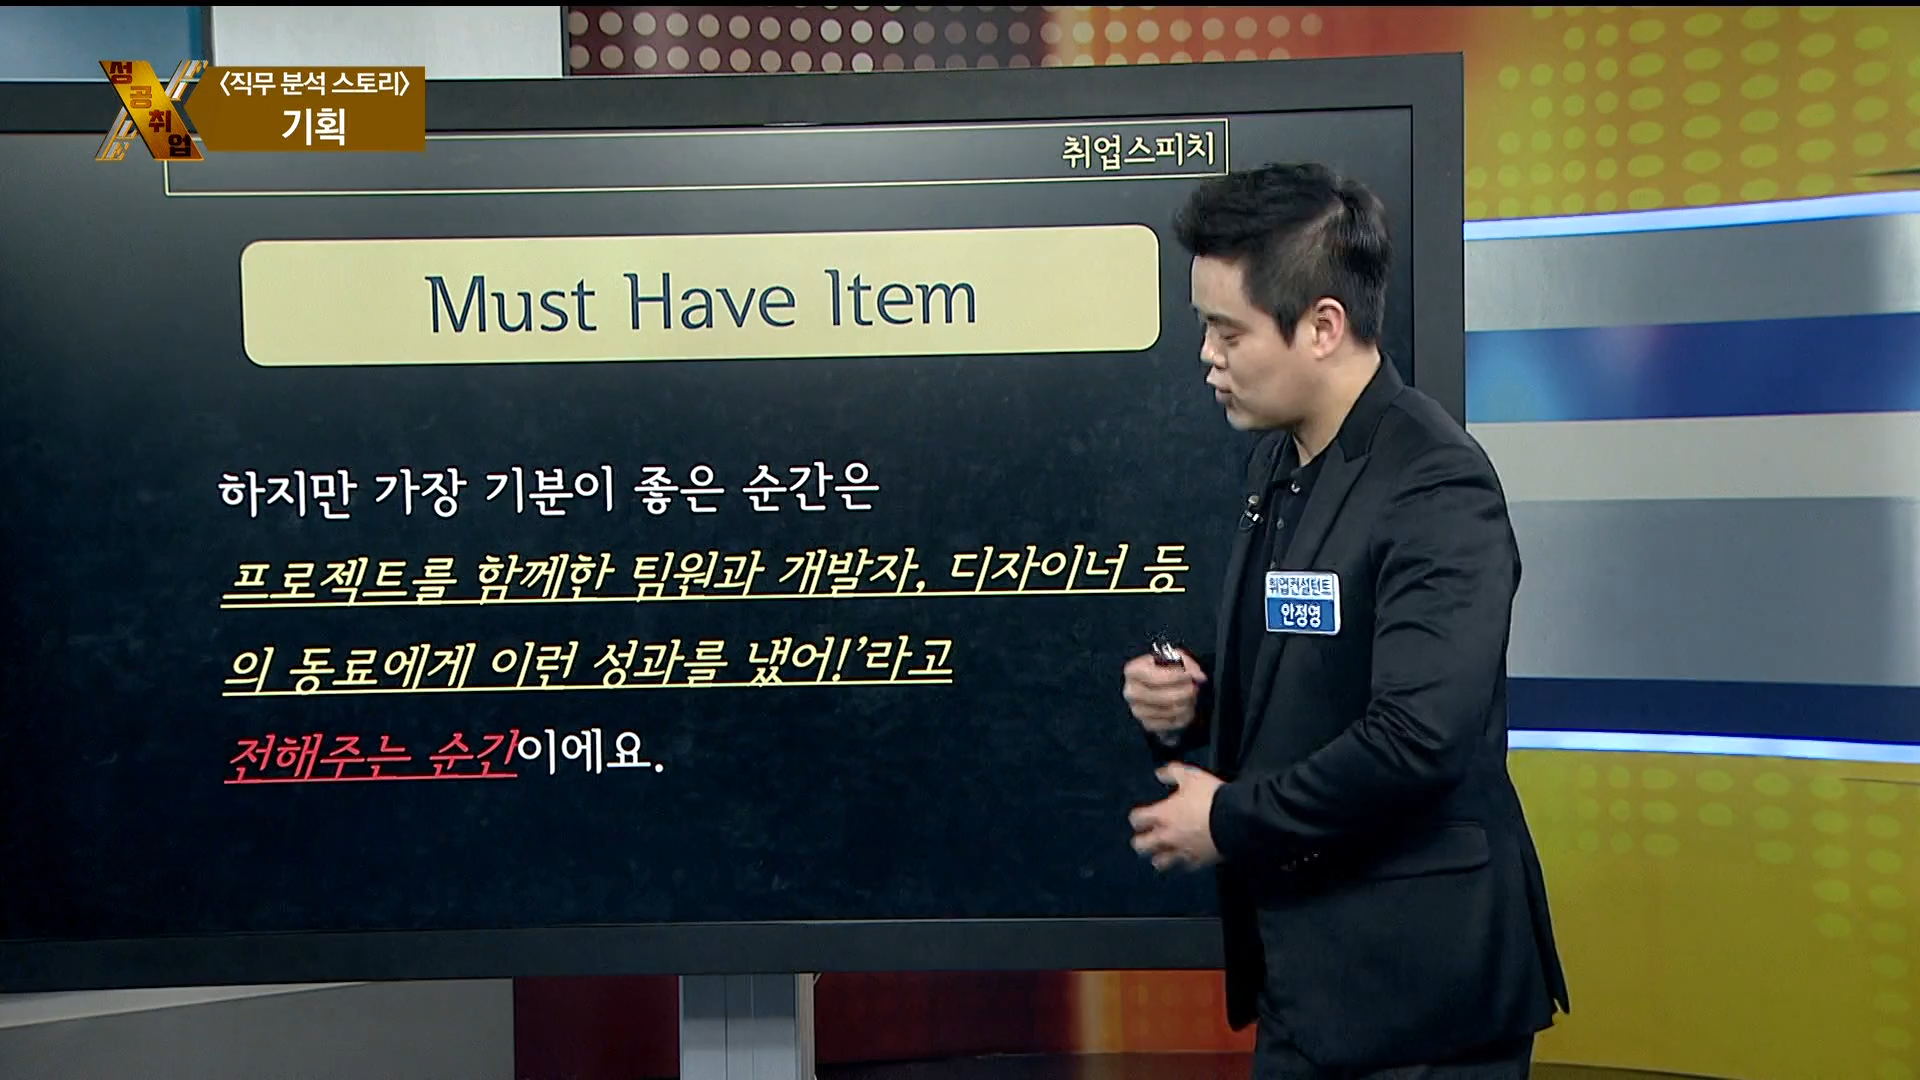 성공취업
FILE
<직무 분석 스토리>
기획
취업스피치
Must Have Item
하지만 가장 기분이 좋은 순간은
프로젝트를 함께한 팀원과 개발자, 디자이너 등
의 동료에게 이런 성과를 냈어!’라고
전해주는 순간이에요.
취업컨설턴트
안정영